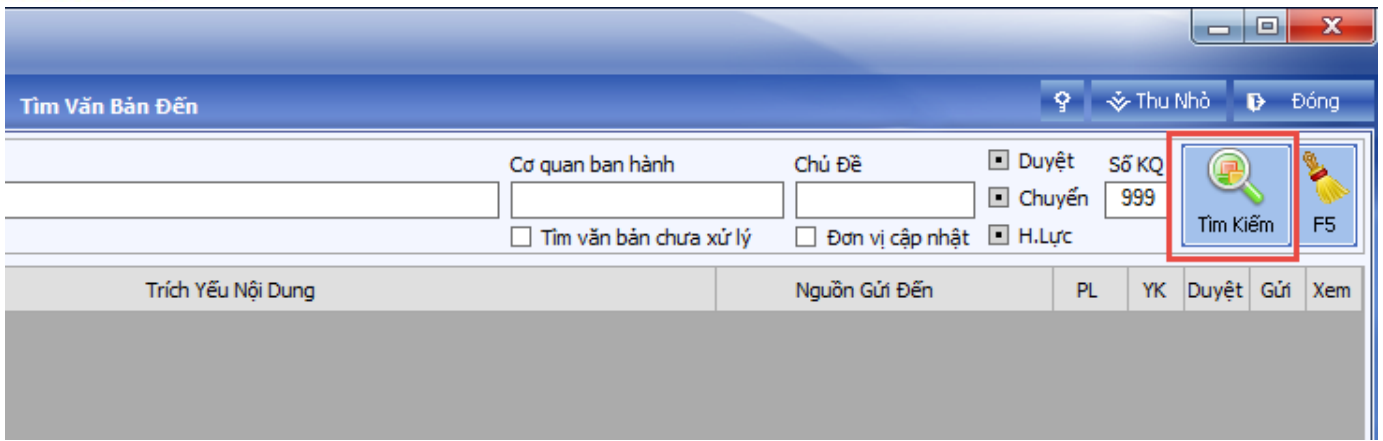 Tìm Văn Bản Đến
Thu Nhỏ
Đóng
Cơ quan ban hành
Chủ Đề
Duyệt
Số KQ
Chuyển
999
Tìm Kiếm
F5
Tìm văn bản chưa xử lý
Đơn vị cập nhật
H.Lực
Trích Yếu Nội Dung
Nguồn Gửi Đến
PL
YK
Duyệt
Gửi
Xem